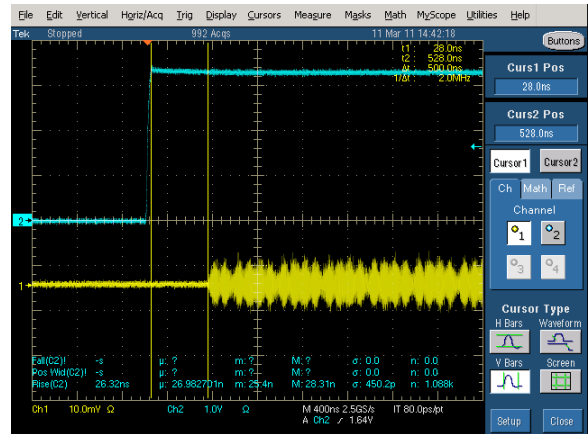 File Edit Vertical Horiz/Acq Trig Display Cursors Measure Masks Math MyScope Utilities Help
Tek Stopped 992 Acqs 11 Mar 11 14:42:18 Buttons
t1: 28.0ns
t2: 528.0ns
Δt: 500.0ns
1/Δt: 2.0MHz
Curs1 Pos
28.0ns
Curs2 Pos
528.0ns
Cursor1 Cursor2
Ch Math Ref
Channel
1 2
3 4
2
1
Cursor Type
H Bars Waveform
V Bars Screen
Setup Close
Fall(C2)! -s µ: ? m: ? M: ? σ: 0.0 n: 0.0
Pos Wid(C2)! -s µ: ? m: ? M: ? σ: 0.0 n: 0.0
Rise(C2) 26.32ns µ: 26.982701n m: 25.4n M: 28.31n σ: 450.2p n: 1.088k
Ch1 10.0mV Ω Ch2 1.0V Ω M 400ns 2.5GS/s IT 80.0ps/pt
A Ch2 ∕ 1.64V